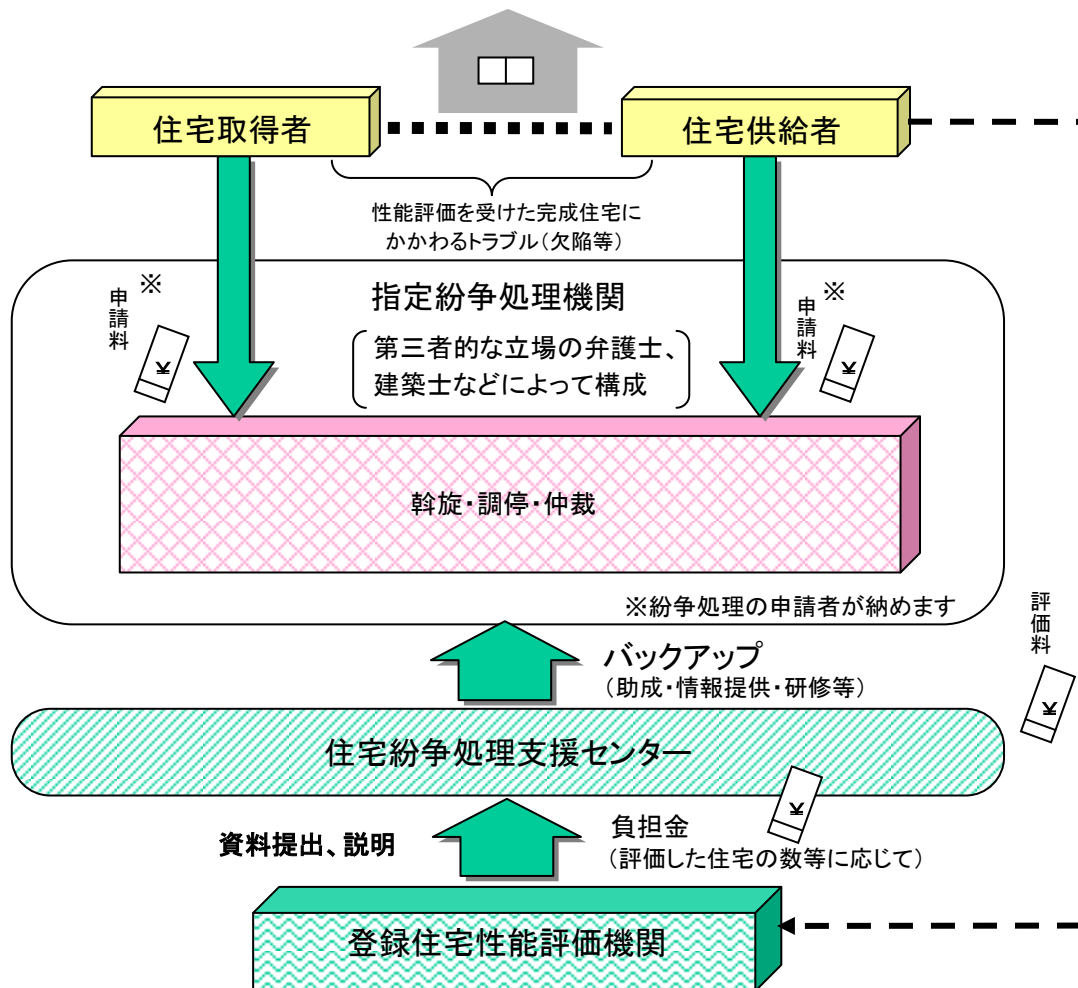 住宅取得者
住宅供給者
性能評価を受けた完成住宅に
かかわるトラブル(欠陥等)
指定紛争処理機関
第三者的な立場の弁護士、
建築士などによって構成
申請料
※
¥
申請料
※
¥
斡旋・調停・仲裁
※紛争処理の申請者が納めます
バックアップ
(助成・情報提供・研修等)
評価料
¥
住宅紛争処理支援センター
資料提出、説明
負担金
(評価した住宅の数等に応じて)
¥
登録住宅性能評価機関